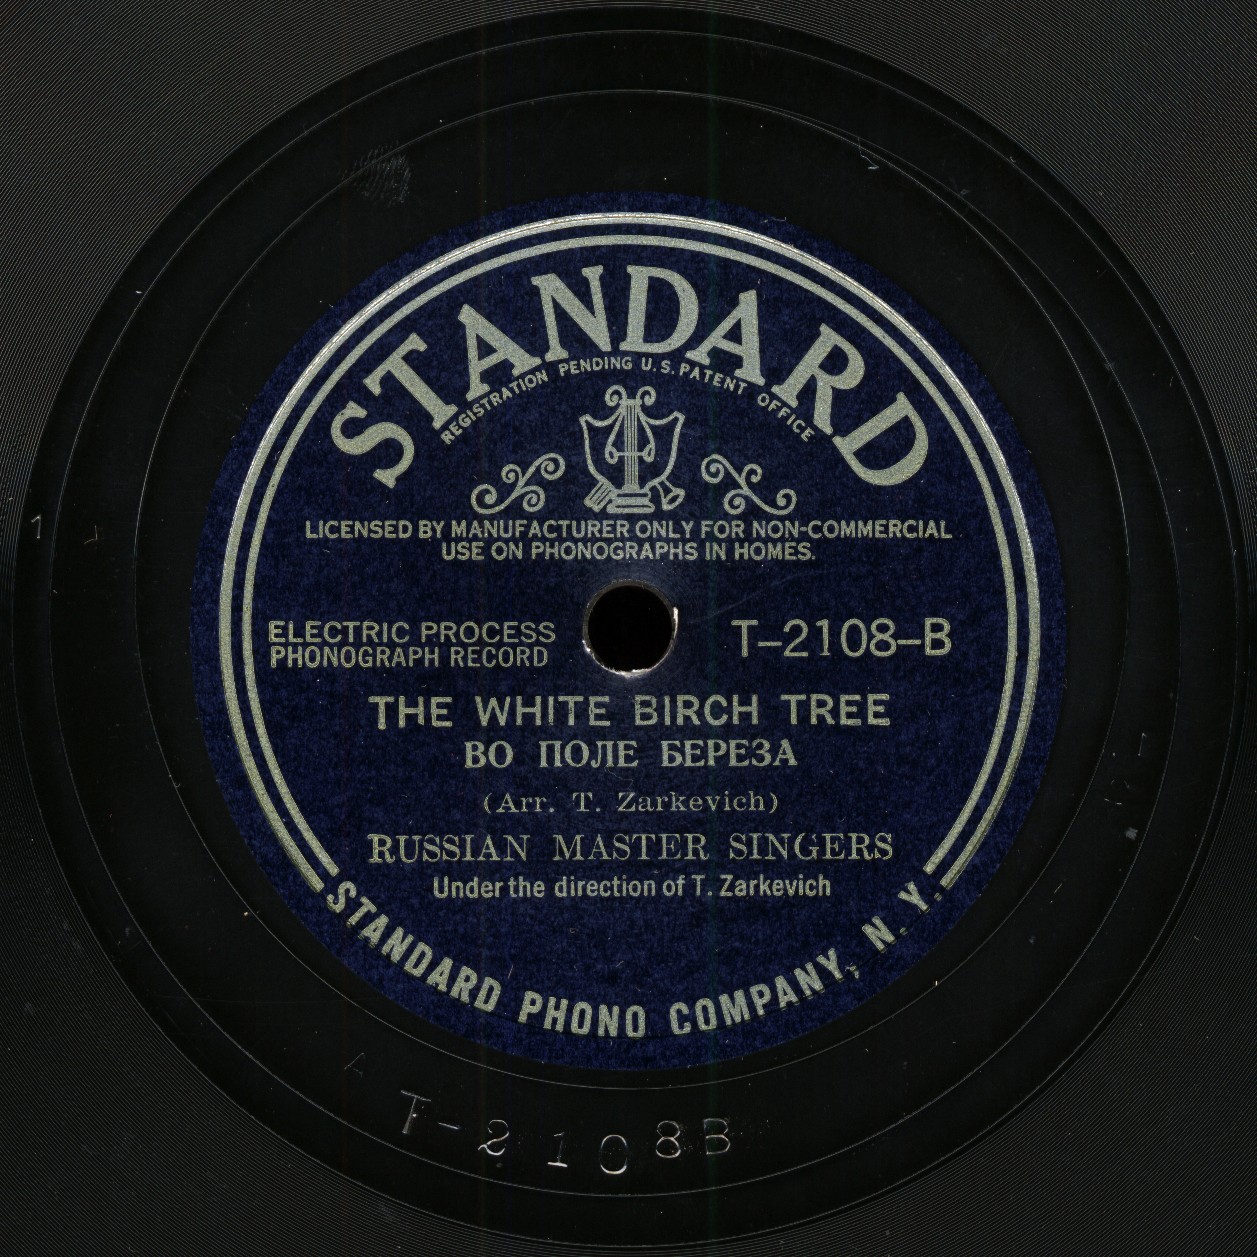 STANDARD
REGISTRATION PENDING U.S. PATENT OFFICE
LICENSED BY MANUFACTURER ONLY FOR NON-COMMERCIAL
USE ON PHONOGRAPHS IN HOMES.
ELECTRIC PROCESS
PHONOGRAPH RECORD
T-2108-B
THE WHITE BIRCH TREE
ВО ПОЛЕ БЕРЕЗА
(Arr. T. Zarkevich)
RUSSIAN MASTER SINGERS
Under the direction of T. Zarkevich
STANDARD PHONO COMPANY, N. Y.
T-2108B
1